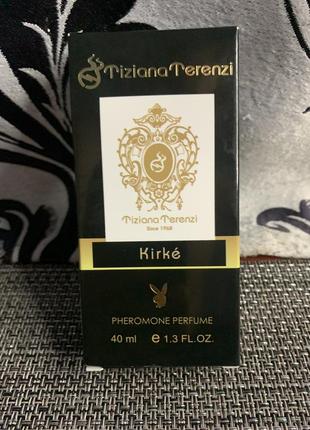 Tiziana Terenzi
Tiziana Terenzi
Since 1968
Kirké
PHEROMONE PERFUME
40 ml e 1.3 FL.OZ.